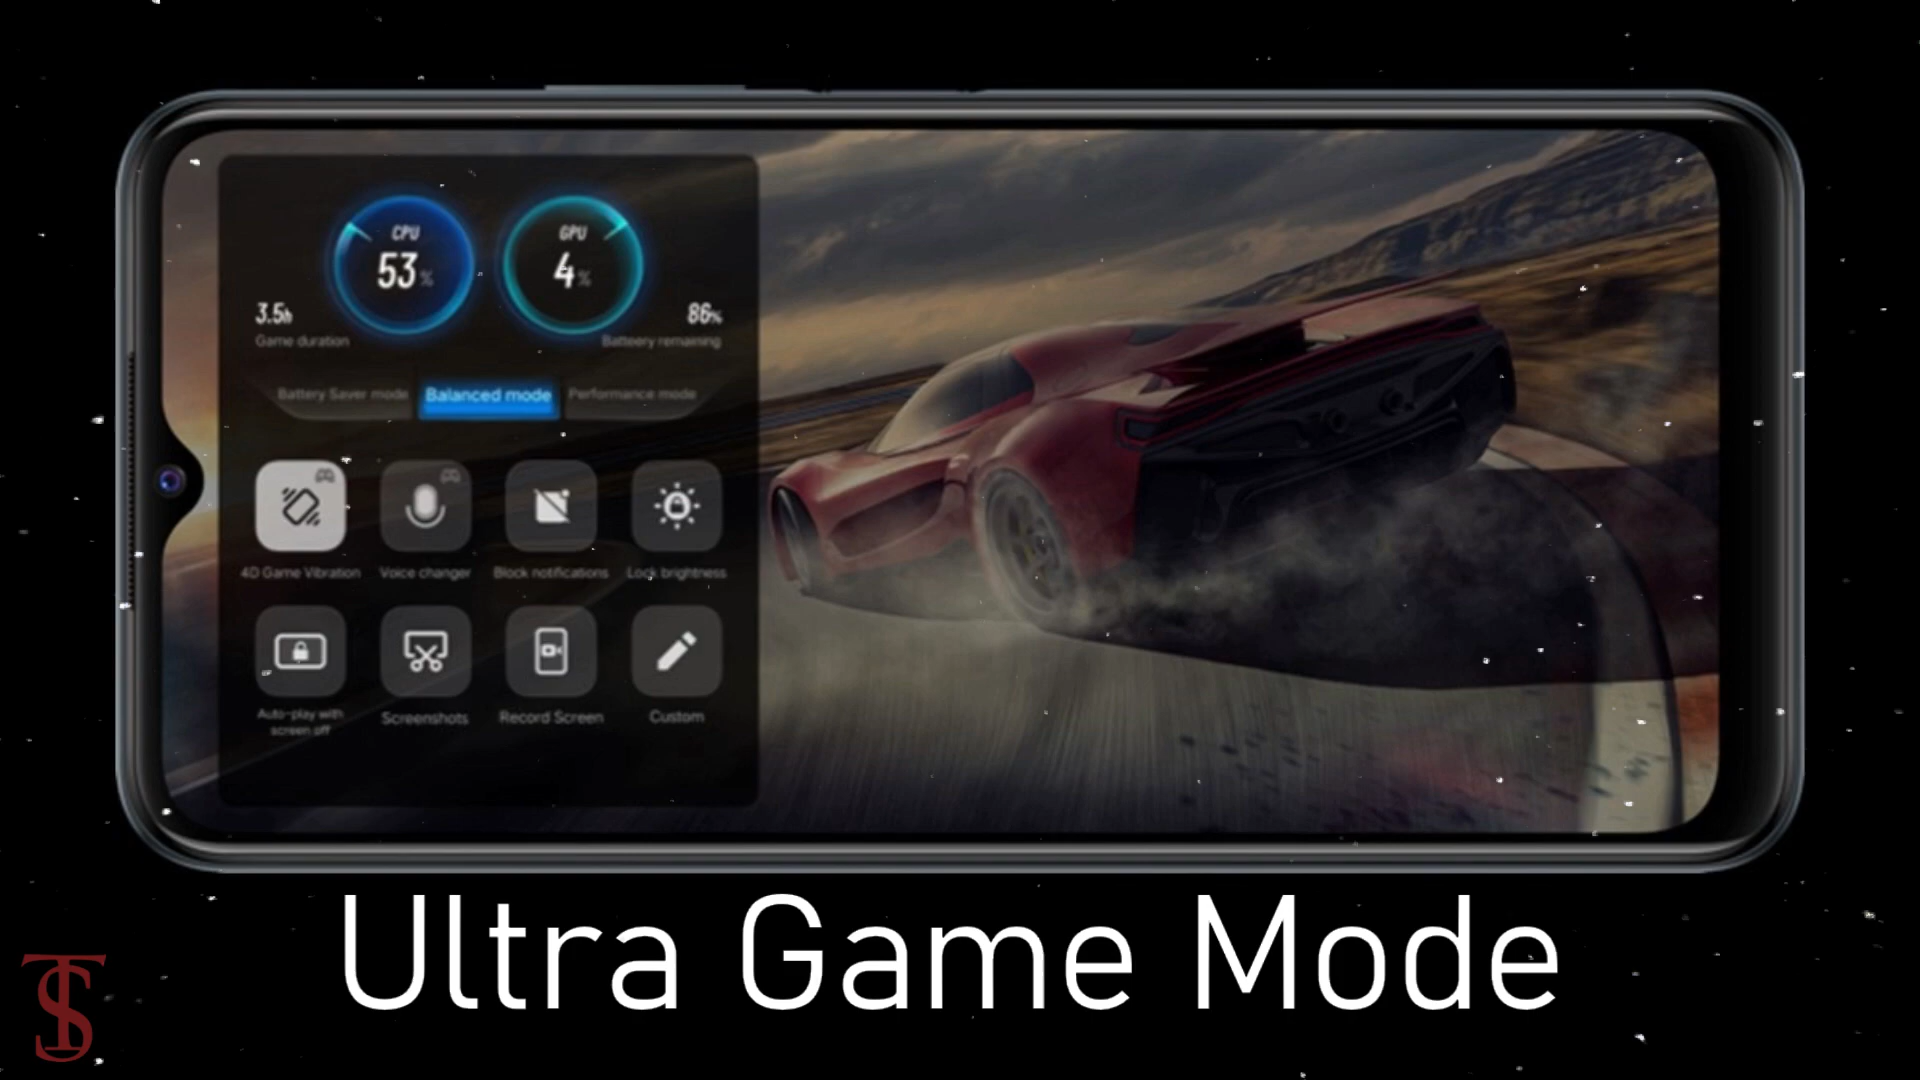 CPU
53%
GPU
4%
3.5h
Game duration
86%
Batteery remaining
Battery Saver mode
Balanced mode
Performance mode
4D Game Vibration
Voice changer
Block notifications
Lock brightness
Auto-play with
screen off
Screenshots
Record Screen
Custom
Ultra Game Mode